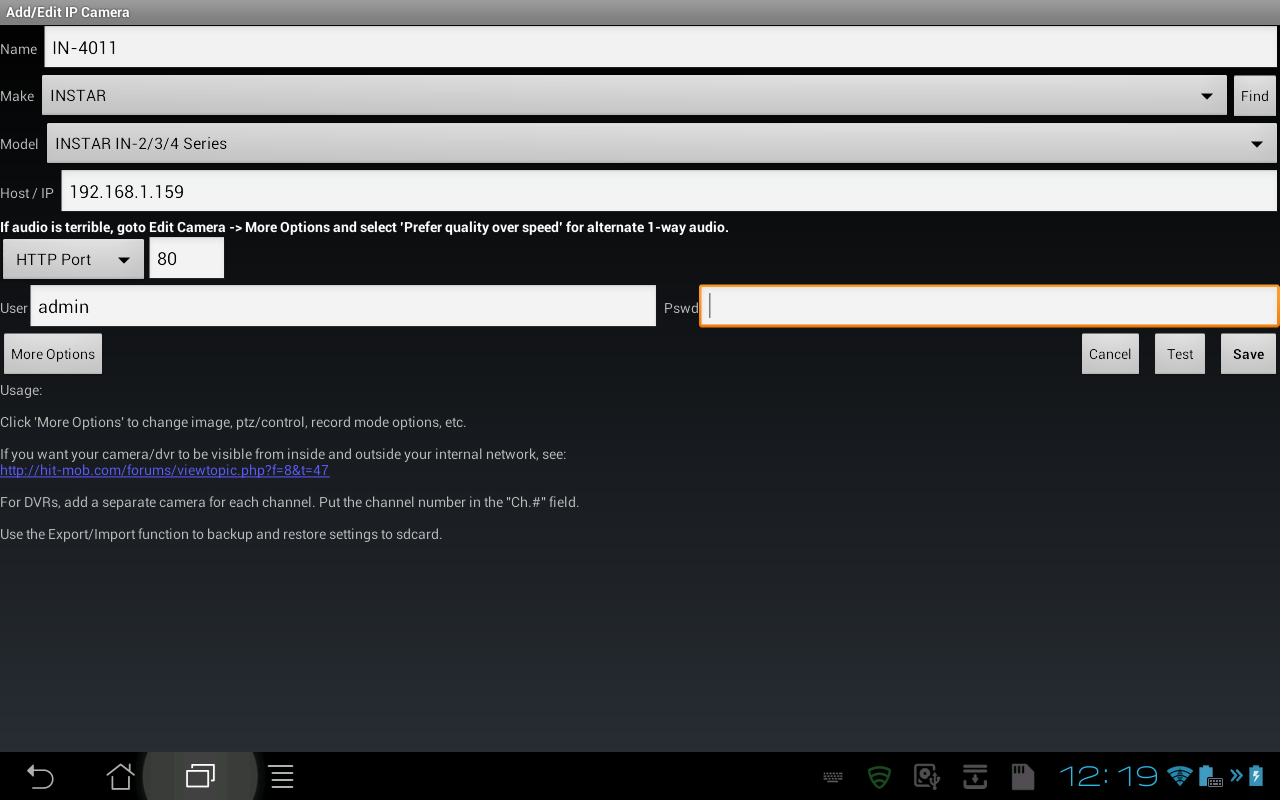 Add/Edit IP Camera
Name IN-4011
Make INSTAR Find
Model INSTAR IN-2/3/4 Series
Host / IP 192.168.1.159
If audio is terrible, goto Edit Camera -> More Options and select 'Prefer quality over speed' for alternate 1-way audio.
HTTP Port 80
User admin Pswd
More Options Cancel Test Save
Usage:
Click 'More Options' to change image, ptz/control, record mode options, etc.
If you want your camera/dvr to be visible from inside and outside your internal network, see:
http://hit-mob.com/forums/viewtopic.php?f=8&t=47
For DVRs, add a separate camera for each channel. Put the channel number in the "Ch.#" field.
Use the Export/Import function to backup and restore settings to sdcard.
12:19